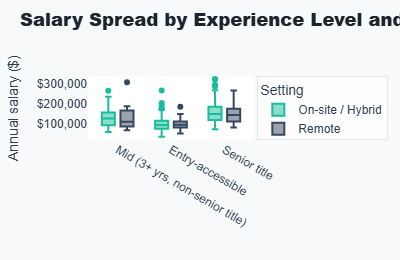 Salary Spread by Experience Level and
Annual salary ($)
$300,000
$200,000
$100,000
Mid (3+ yrs, non-senior title)
Entry-accessible
Senior title
Setting
On-site / Hybrid
Remote